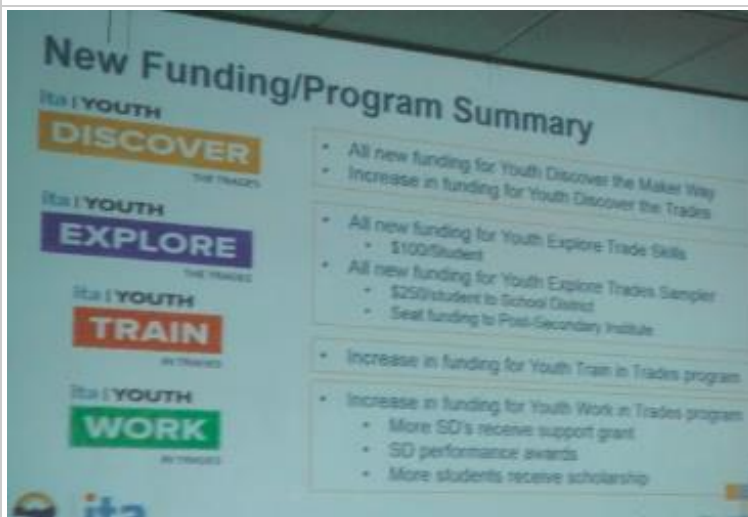 New Funding/Program Summary
ita | YOUTH
DISCOVER
THE TRADES
• All new funding for Youth Discover the Maker Way
• Increase in funding for Youth Discover the Trades
ita | YOUTH
EXPLORE
THE TRADES
• All new funding for Youth Explore Trade Skills
• $100/Student
• All new funding for Youth Explore Trades Sampler
• $250/student to School District
• Seat funding to Post-Secondary Institute
ita | YOUTH
TRAIN
IN TRADES
• Increase in funding for Youth Train in Trades program
ita | YOUTH
WORK
IN TRADES
• Increase in funding for Youth Work in Trades program
• More SD's receive support grant
• SD performance awards
• More students receive scholarship
ita